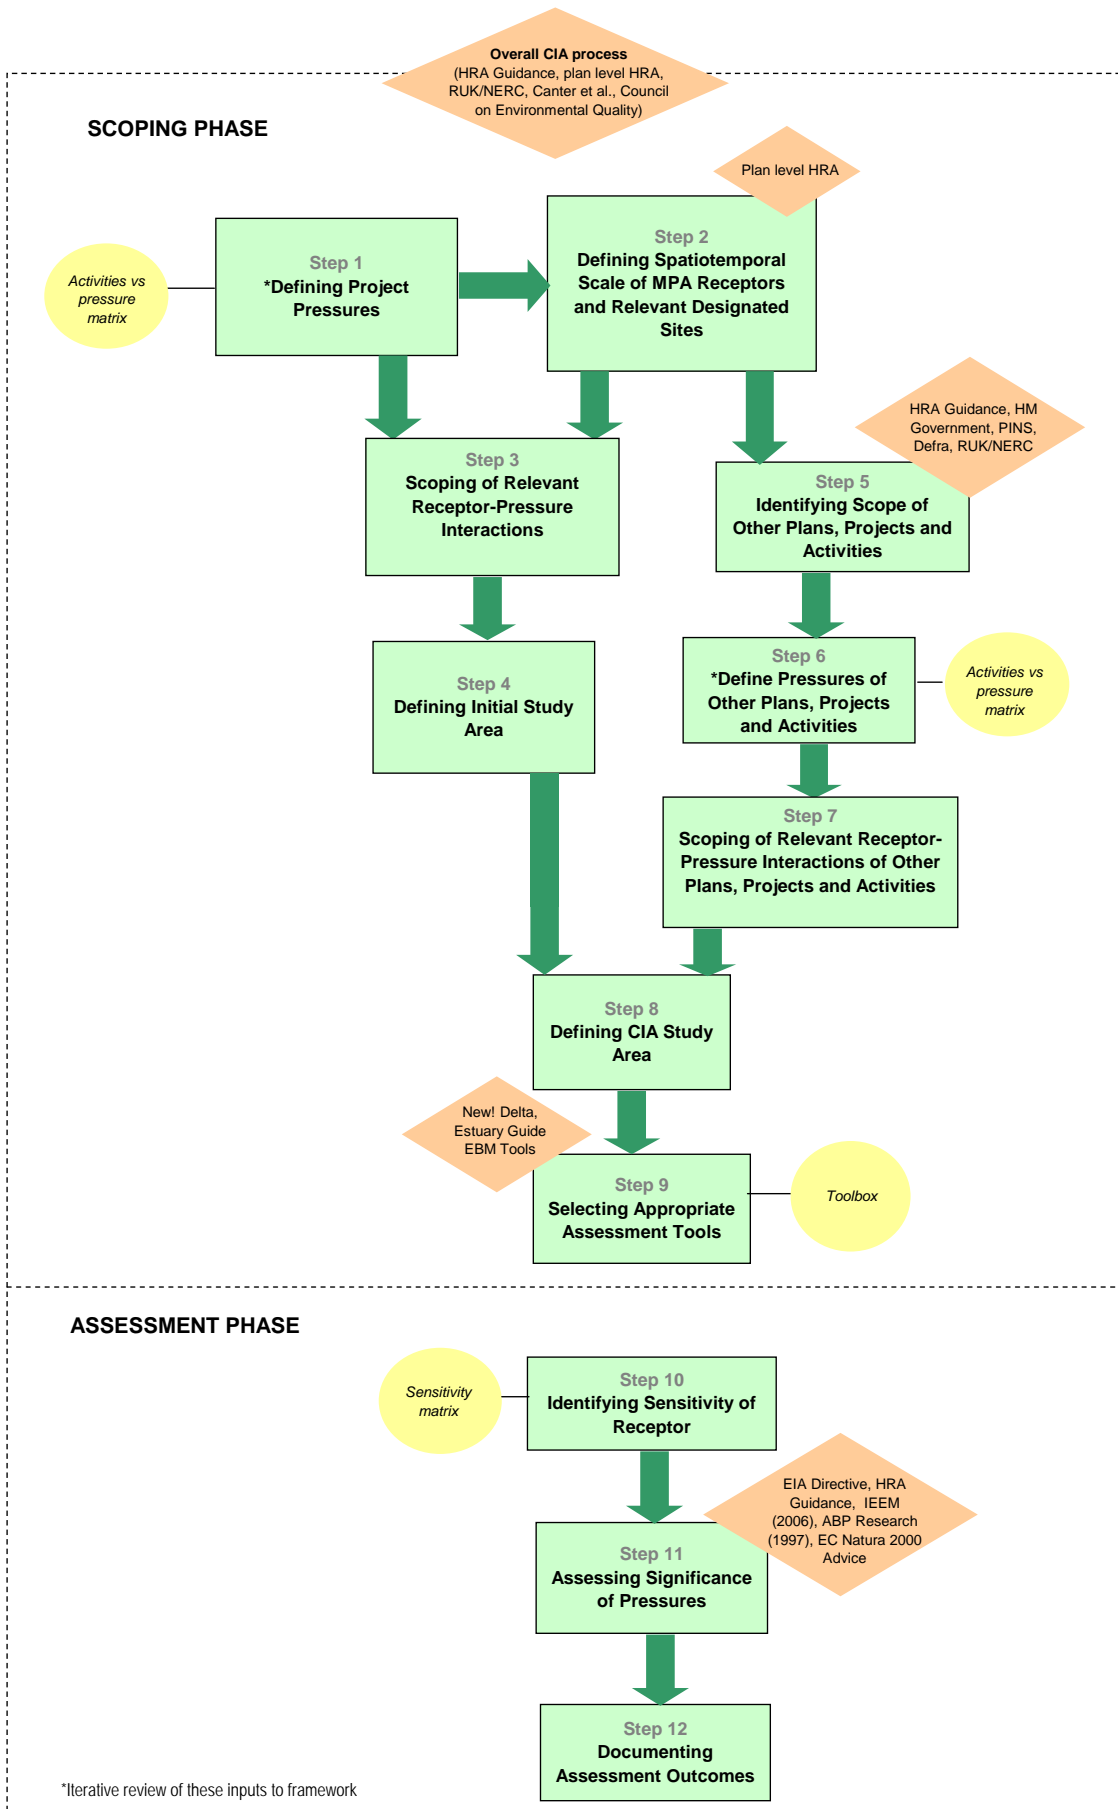 Overall CIA process
(HRA Guidance, plan level HRA,
RUK/NERC, Canter et al., Council
on Environmental Quality)
SCOPING PHASE
Plan level HRA
Step 1
*Defining Project
Pressures
Activities vs
pressure
matrix
Step 2
Defining Spatiotemporal
Scale of MPA Receptors
and Relevant Designated
Sites
HRA Guidance, HM
Government, PINS,
Defra, RUK/NERC
Step 3
Scoping of Relevant
Receptor-Pressure
Interactions
Step 5
Identifying Scope of
Other Plans, Projects and
Activities
Step 4
Defining Initial Study
Area
Step 6
*Define Pressures of
Other Plans, Projects
and Activities
Activities vs
pressure
matrix
Step 7
Scoping of Relevant Receptor-
Pressure Interactions of Other
Plans, Projects and Activities
Step 8
Defining CIA Study
Area
New! Delta,
Estuary Guide
EBM Tools
Step 9
Selecting Appropriate
Assessment Tools
Toolbox
ASSESSMENT PHASE
Sensitivity
matrix
Step 10
Identifying Sensitivity of
Receptor
EIA Directive, HRA
Guidance, IEEM
(2006), ABP Research
(1997), EC Natura 2000
Advice
Step 11
Assessing Significance
of Pressures
Step 12
Documenting
Assessment Outcomes
*Iterative review of these inputs to framework